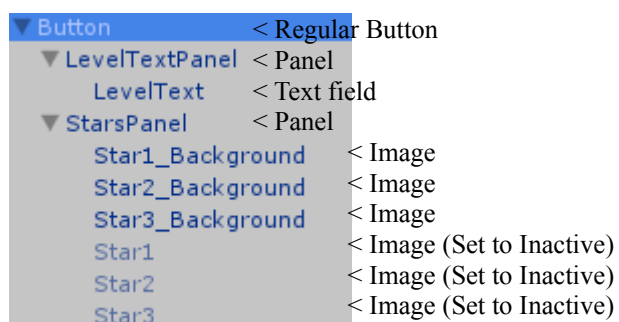 Button < Regular Button
LevelTextPanel < Panel
LevelText < Text field
StarsPanel < Panel
Star1_Background < Image
Star2_Background < Image
Star3_Background < Image
Star1 < Image (Set to Inactive)
Star2 < Image (Set to Inactive)
Star3 < Image (Set to Inactive)